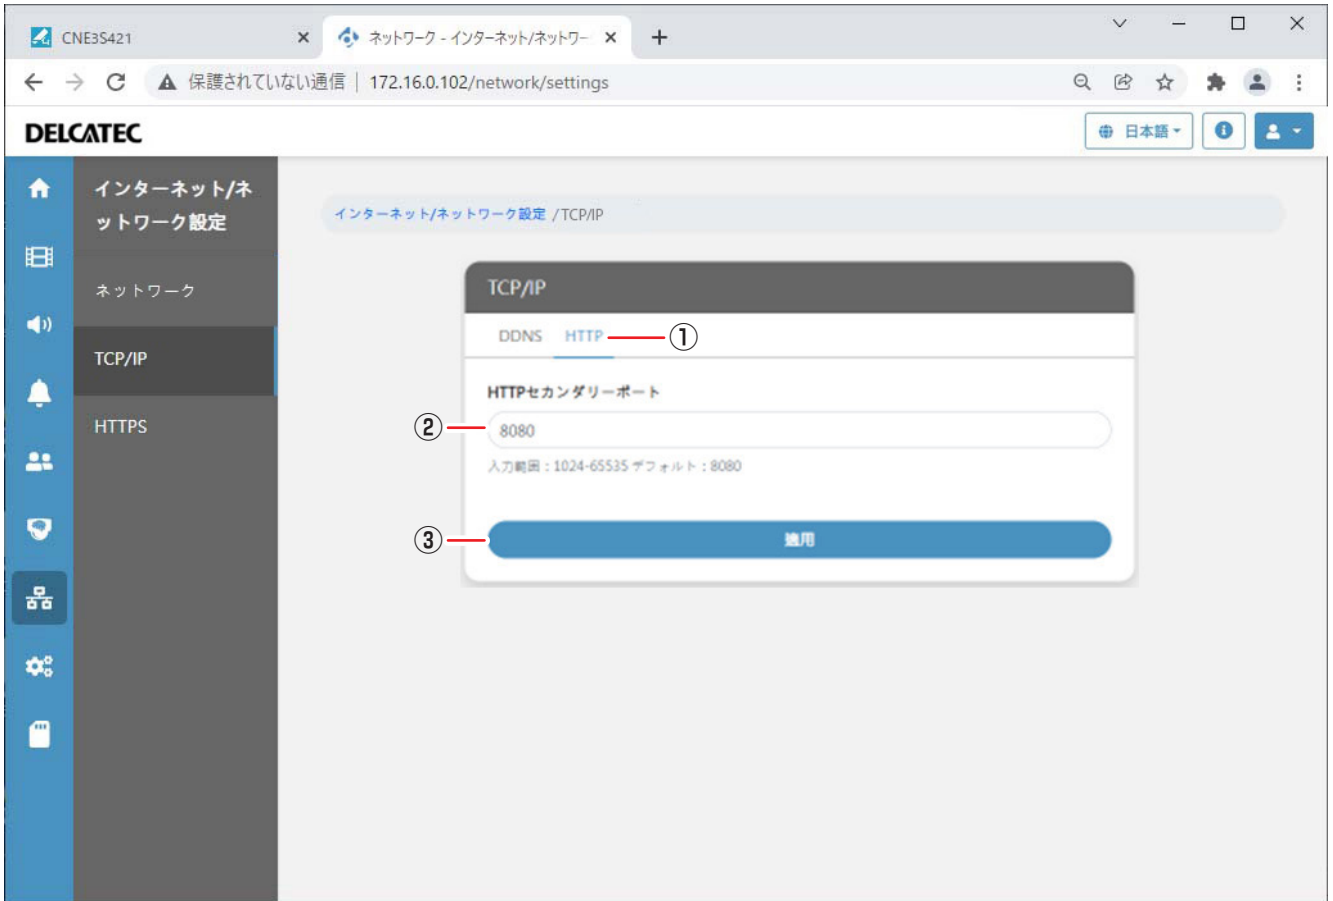 CNE3S421
ネットワーク - インターネット/ネットワー
保護されていない通信 | 172.16.0.102/network/settings
DELCATEC
日本語
インターネット/ネ
ットワーク設定
インターネット/ネットワーク設定 /TCP/IP
ネットワーク
TCP/IP
HTTPS
TCP/IP
DDNS HTTP ①
HTTPセカンダリーポート
② 8080
入力範囲：1024-65535 デフォルト：8080
③ 適用